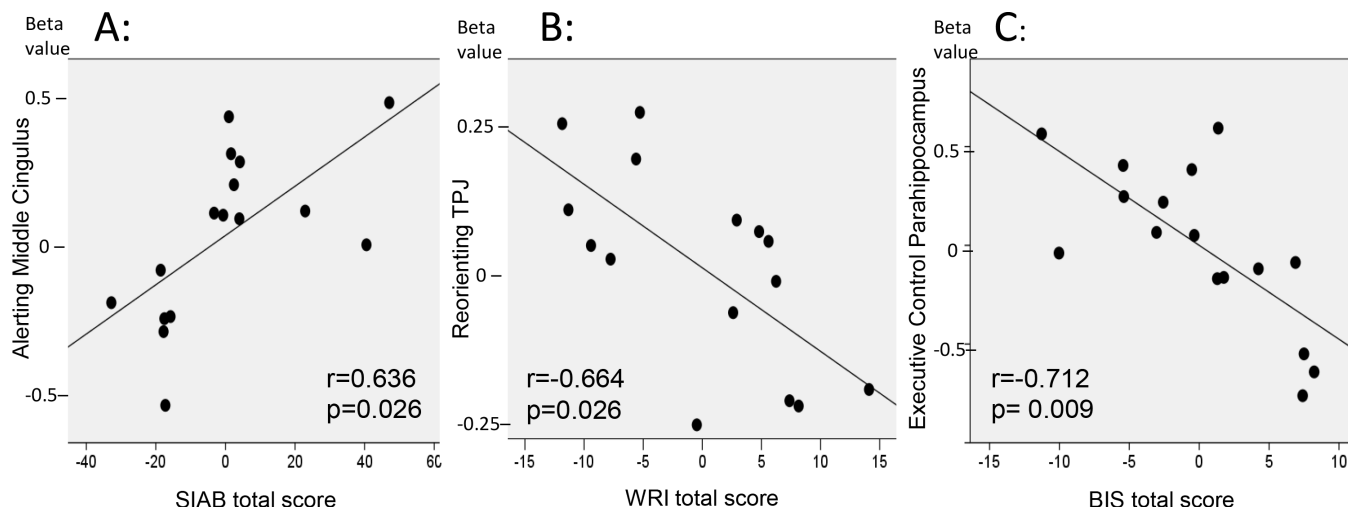 Beta
value
A:
Alerting Middle Cingulus
0.5
0
-0.5
r=0.636
p=0.026
-40 -20 0 20 40 60
SIAB total score
Beta
value
B:
Reorienting TPJ
0.25
0
-0.25
r=-0.664
p=0.026
-15 -10 -5 0 5 10 15
WRI total score
Beta
value
C:
Executive Control Parahippocampus
0.5
0
-0.5
r=-0.712
p= 0.009
-15 -10 -5 0 5 10
BIS total score